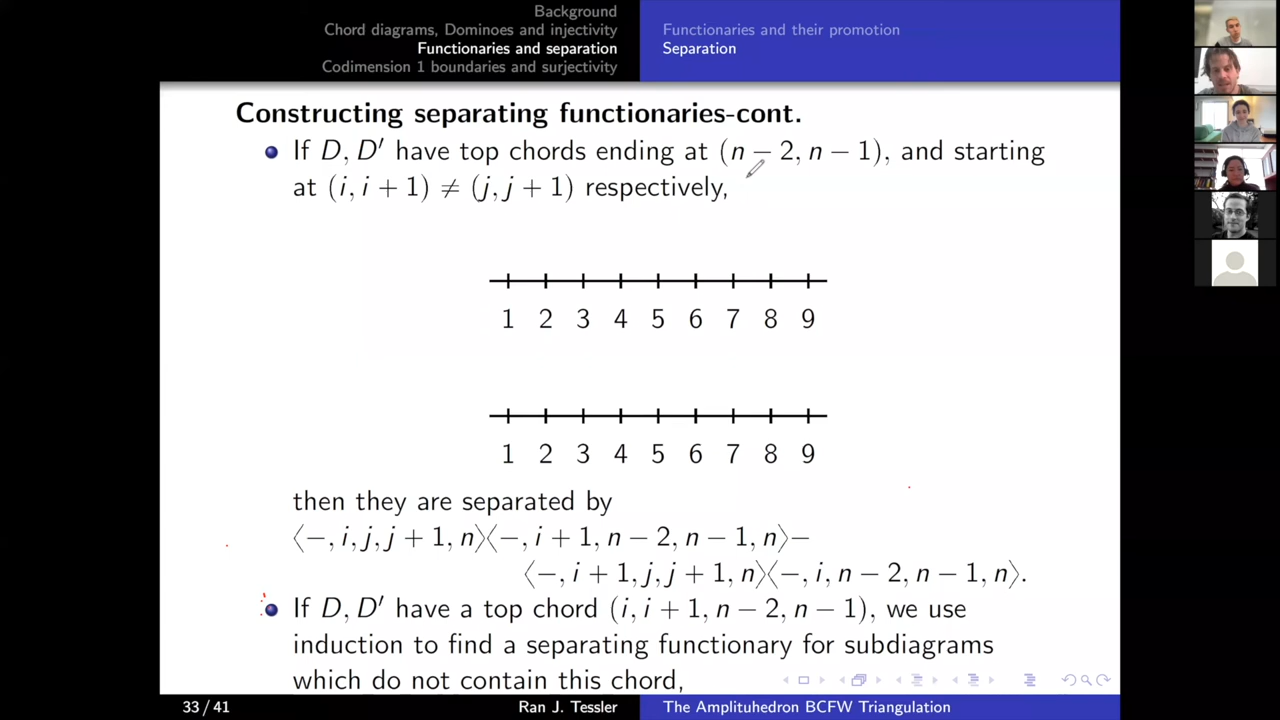 Background
Chord diagrams, Dominoes and injectivity
Functionaries and separation
Codimension 1 boundaries and surjectivity
Functionaries and their promotion
Separation
Constructing separating functionaries-cont.
If D, D′ have top chords ending at (n − 2, n − 1), and starting
at (i, i + 1) ≠ (j, j + 1) respectively,
1 2 3 4 5 6 7 8 9
1 2 3 4 5 6 7 8 9
then they are separated by
⟨−, i, j, j + 1, n⟩⟨−, i + 1, n − 2, n − 1, n⟩−
⟨−, i + 1, j, j + 1, n⟩⟨−, i, n − 2, n − 1, n⟩.
If D, D′ have a top chord (i, i + 1, n − 2, n − 1), we use
induction to find a separating functionary for subdiagrams
which do not contain this chord,
33 / 41
Ran J. Tessler
The Amplituhedron BCFW Triangulation